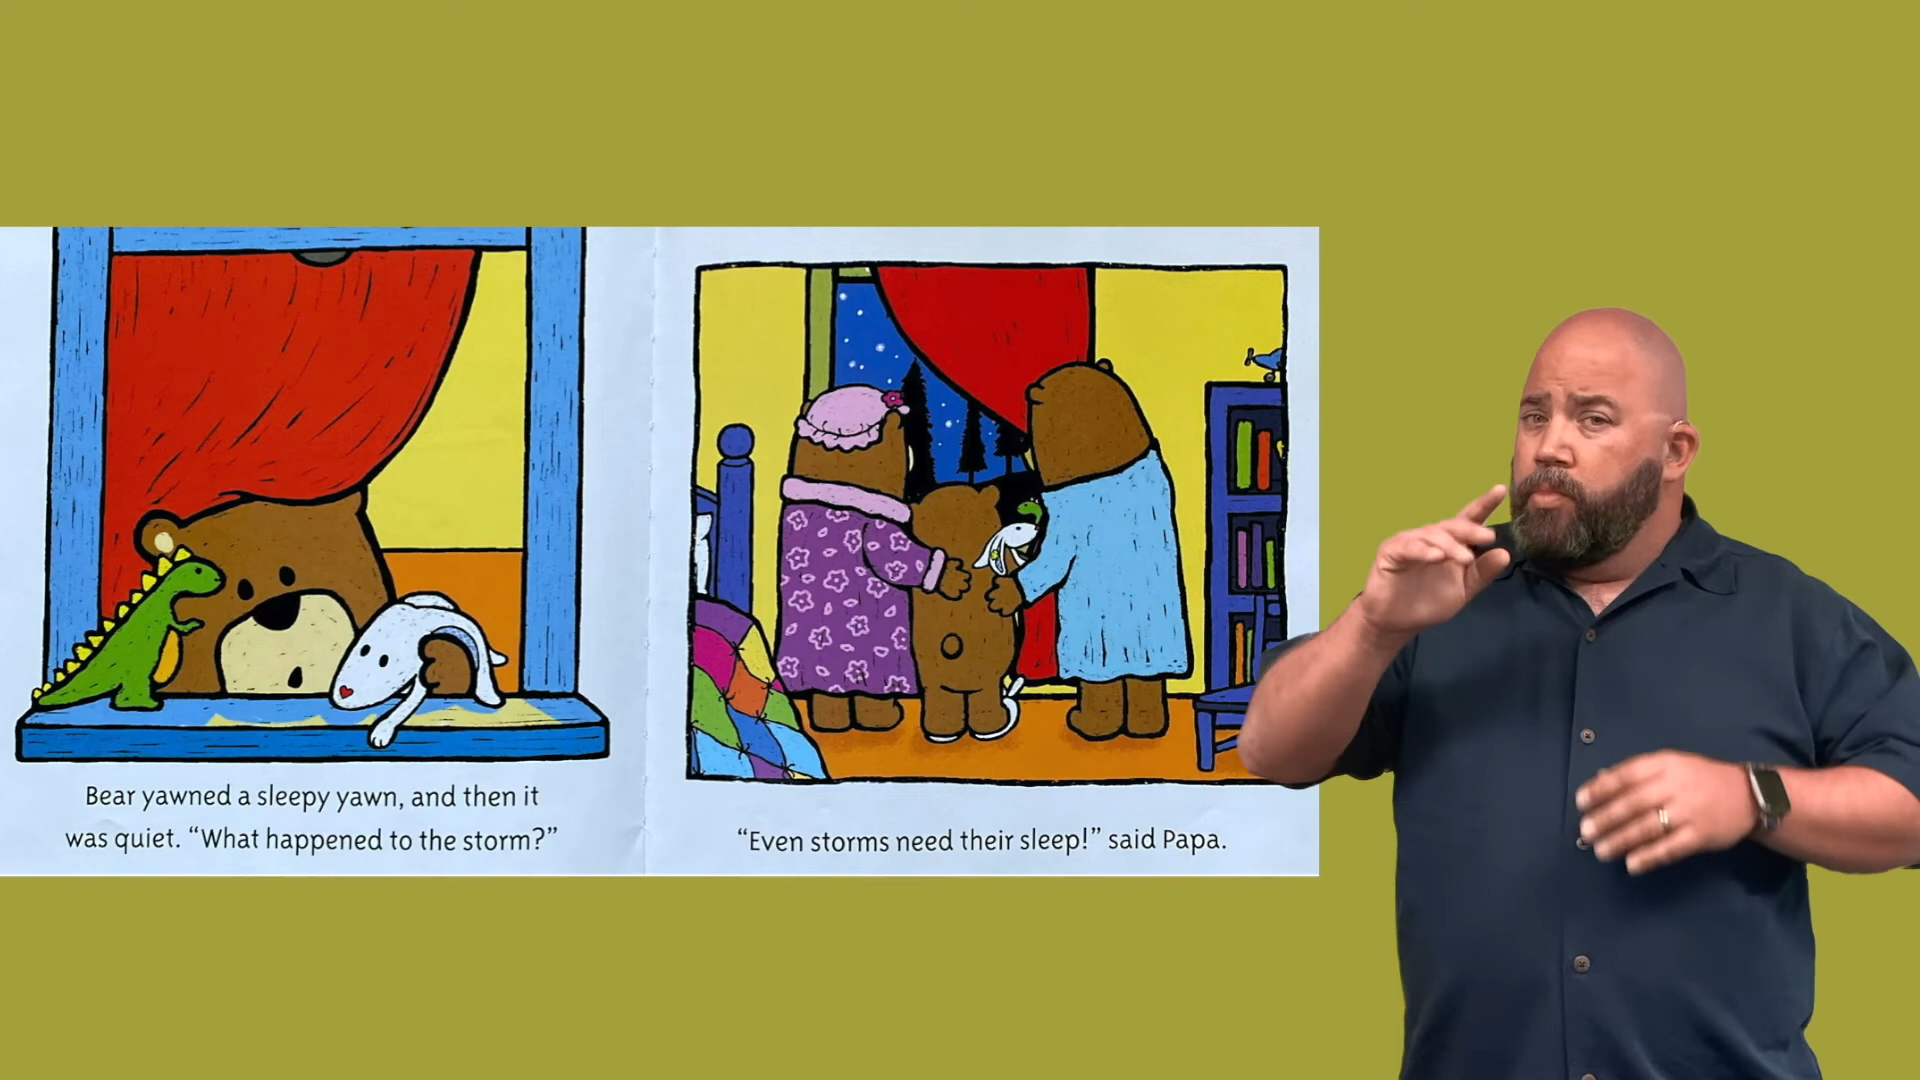 Bear yawned a sleepy yawn, and then it
was quiet. “What happened to the storm?”
“Even storms need their sleep!” said Papa.